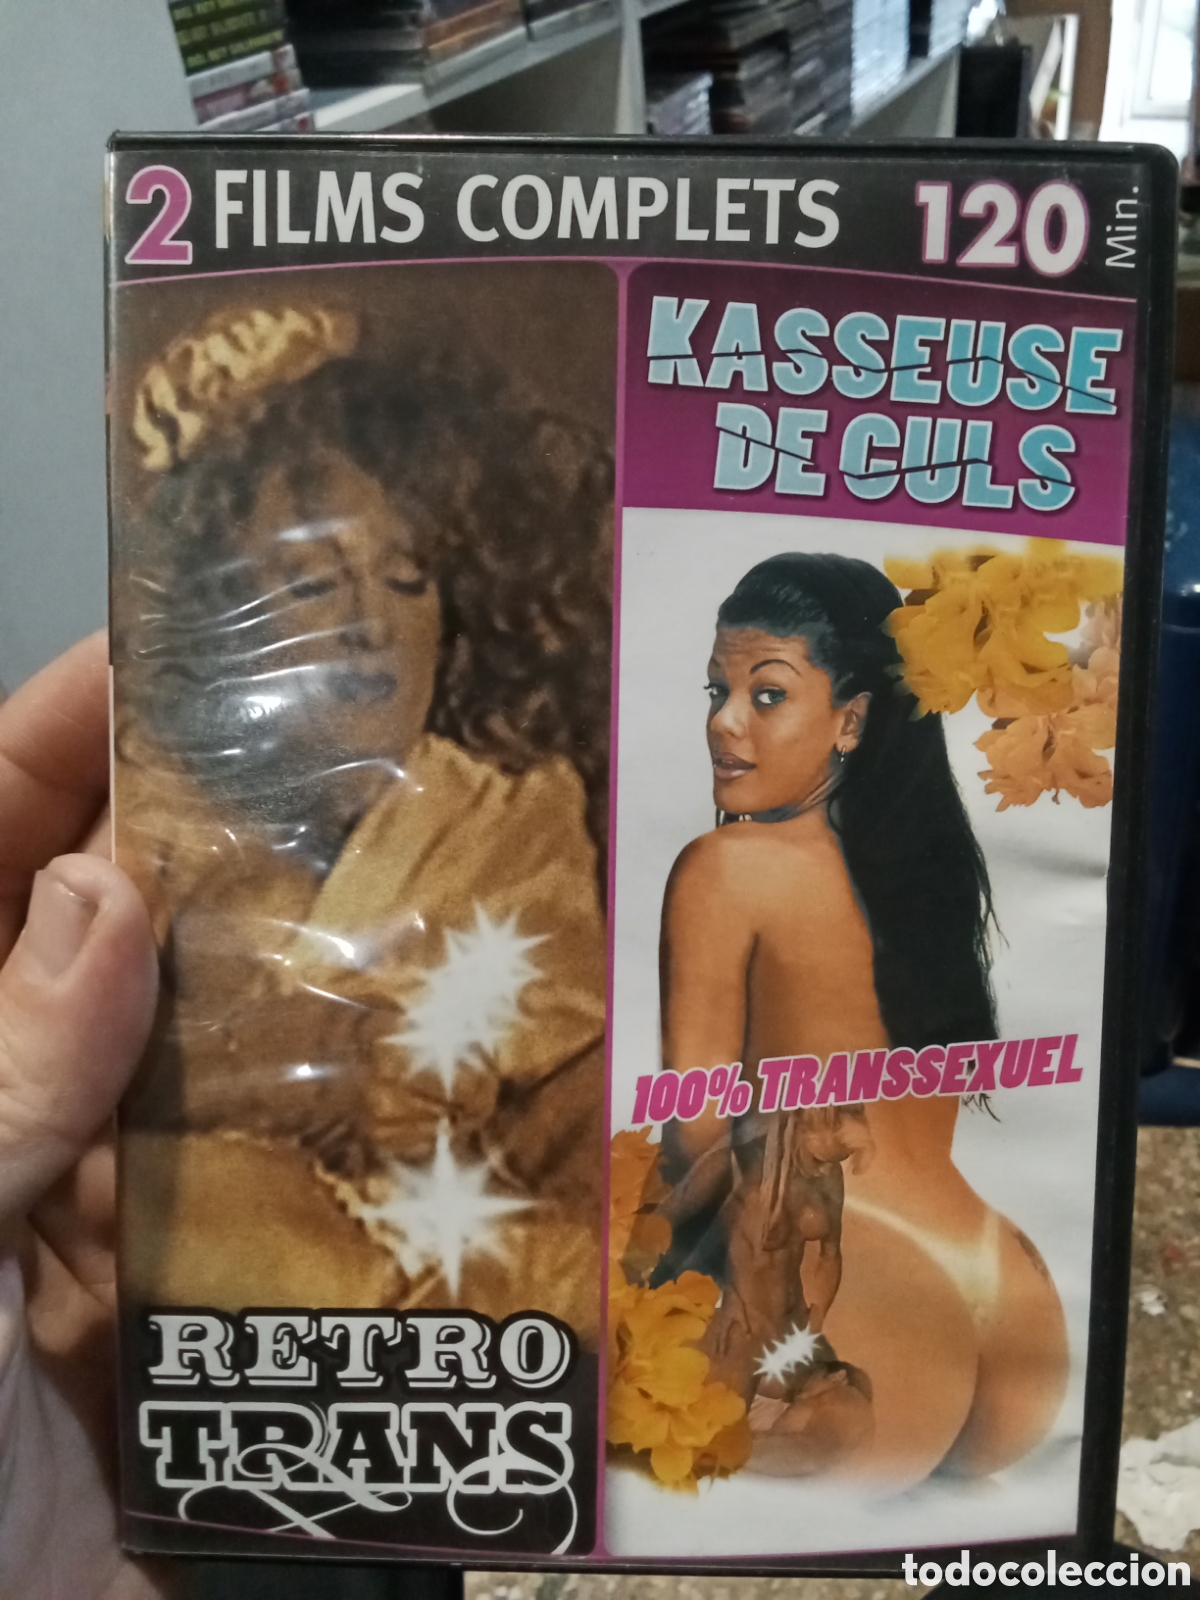 2 FILMS COMPLETS 120 Min.
KASSEUSE
DE CULS
100% TRANSSEXUEL
RETRO
TRANS
todocoleccion